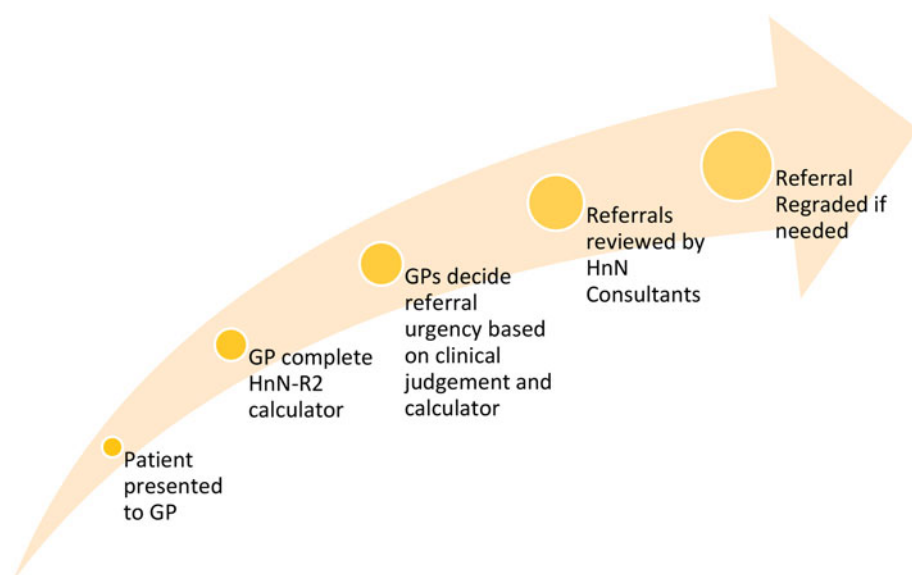 Patient
presented
to GP
GP complete
HnN-R2
calculator
GPs decide
referral
urgency based
on clinical
judgement and
calculator
Referrals
reviewed by
HnN
Consultants
Referral
Regraded if
needed